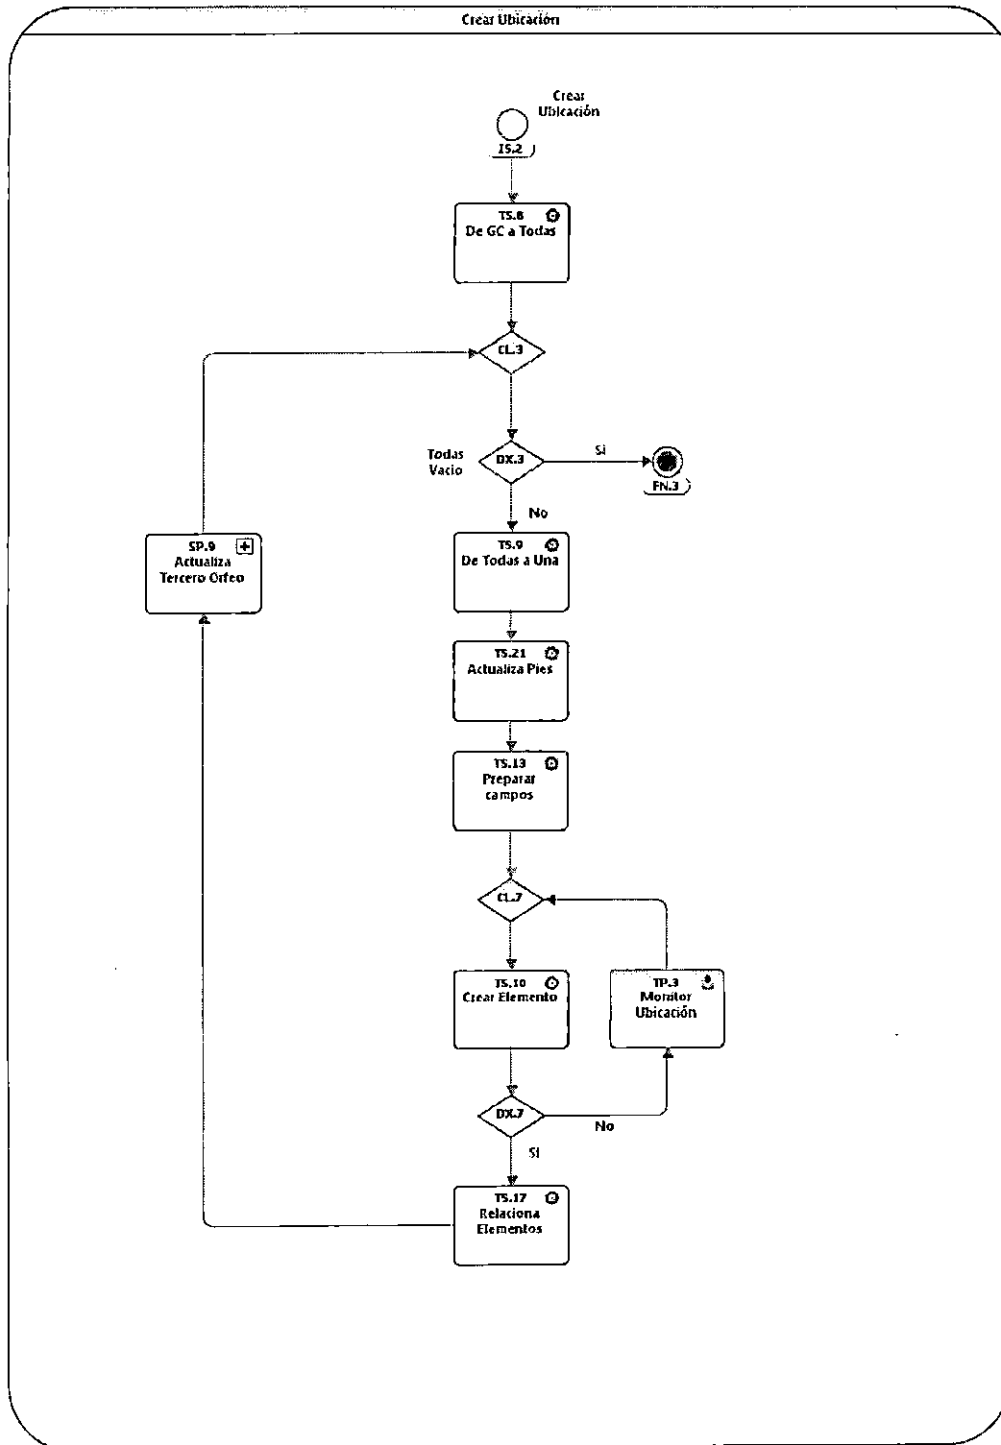 Crear Ubicación
Crear
Ubicación
IS.2
TS.8
De GC a Todas
CL.3
Todas
Vacio
DX.3
Si
FN.3
No
SP.9
Actualiza
Tercero Orfeo
TS.9
De Todas a Una
TS.21
Actualiza Pies
TS.13
Preparar
campos
CL.7
TS.10
Crear Elemento
TP.3
Monitor
Ubicación
DX.7
No
Si
TS.17
Relaciona
Elementos